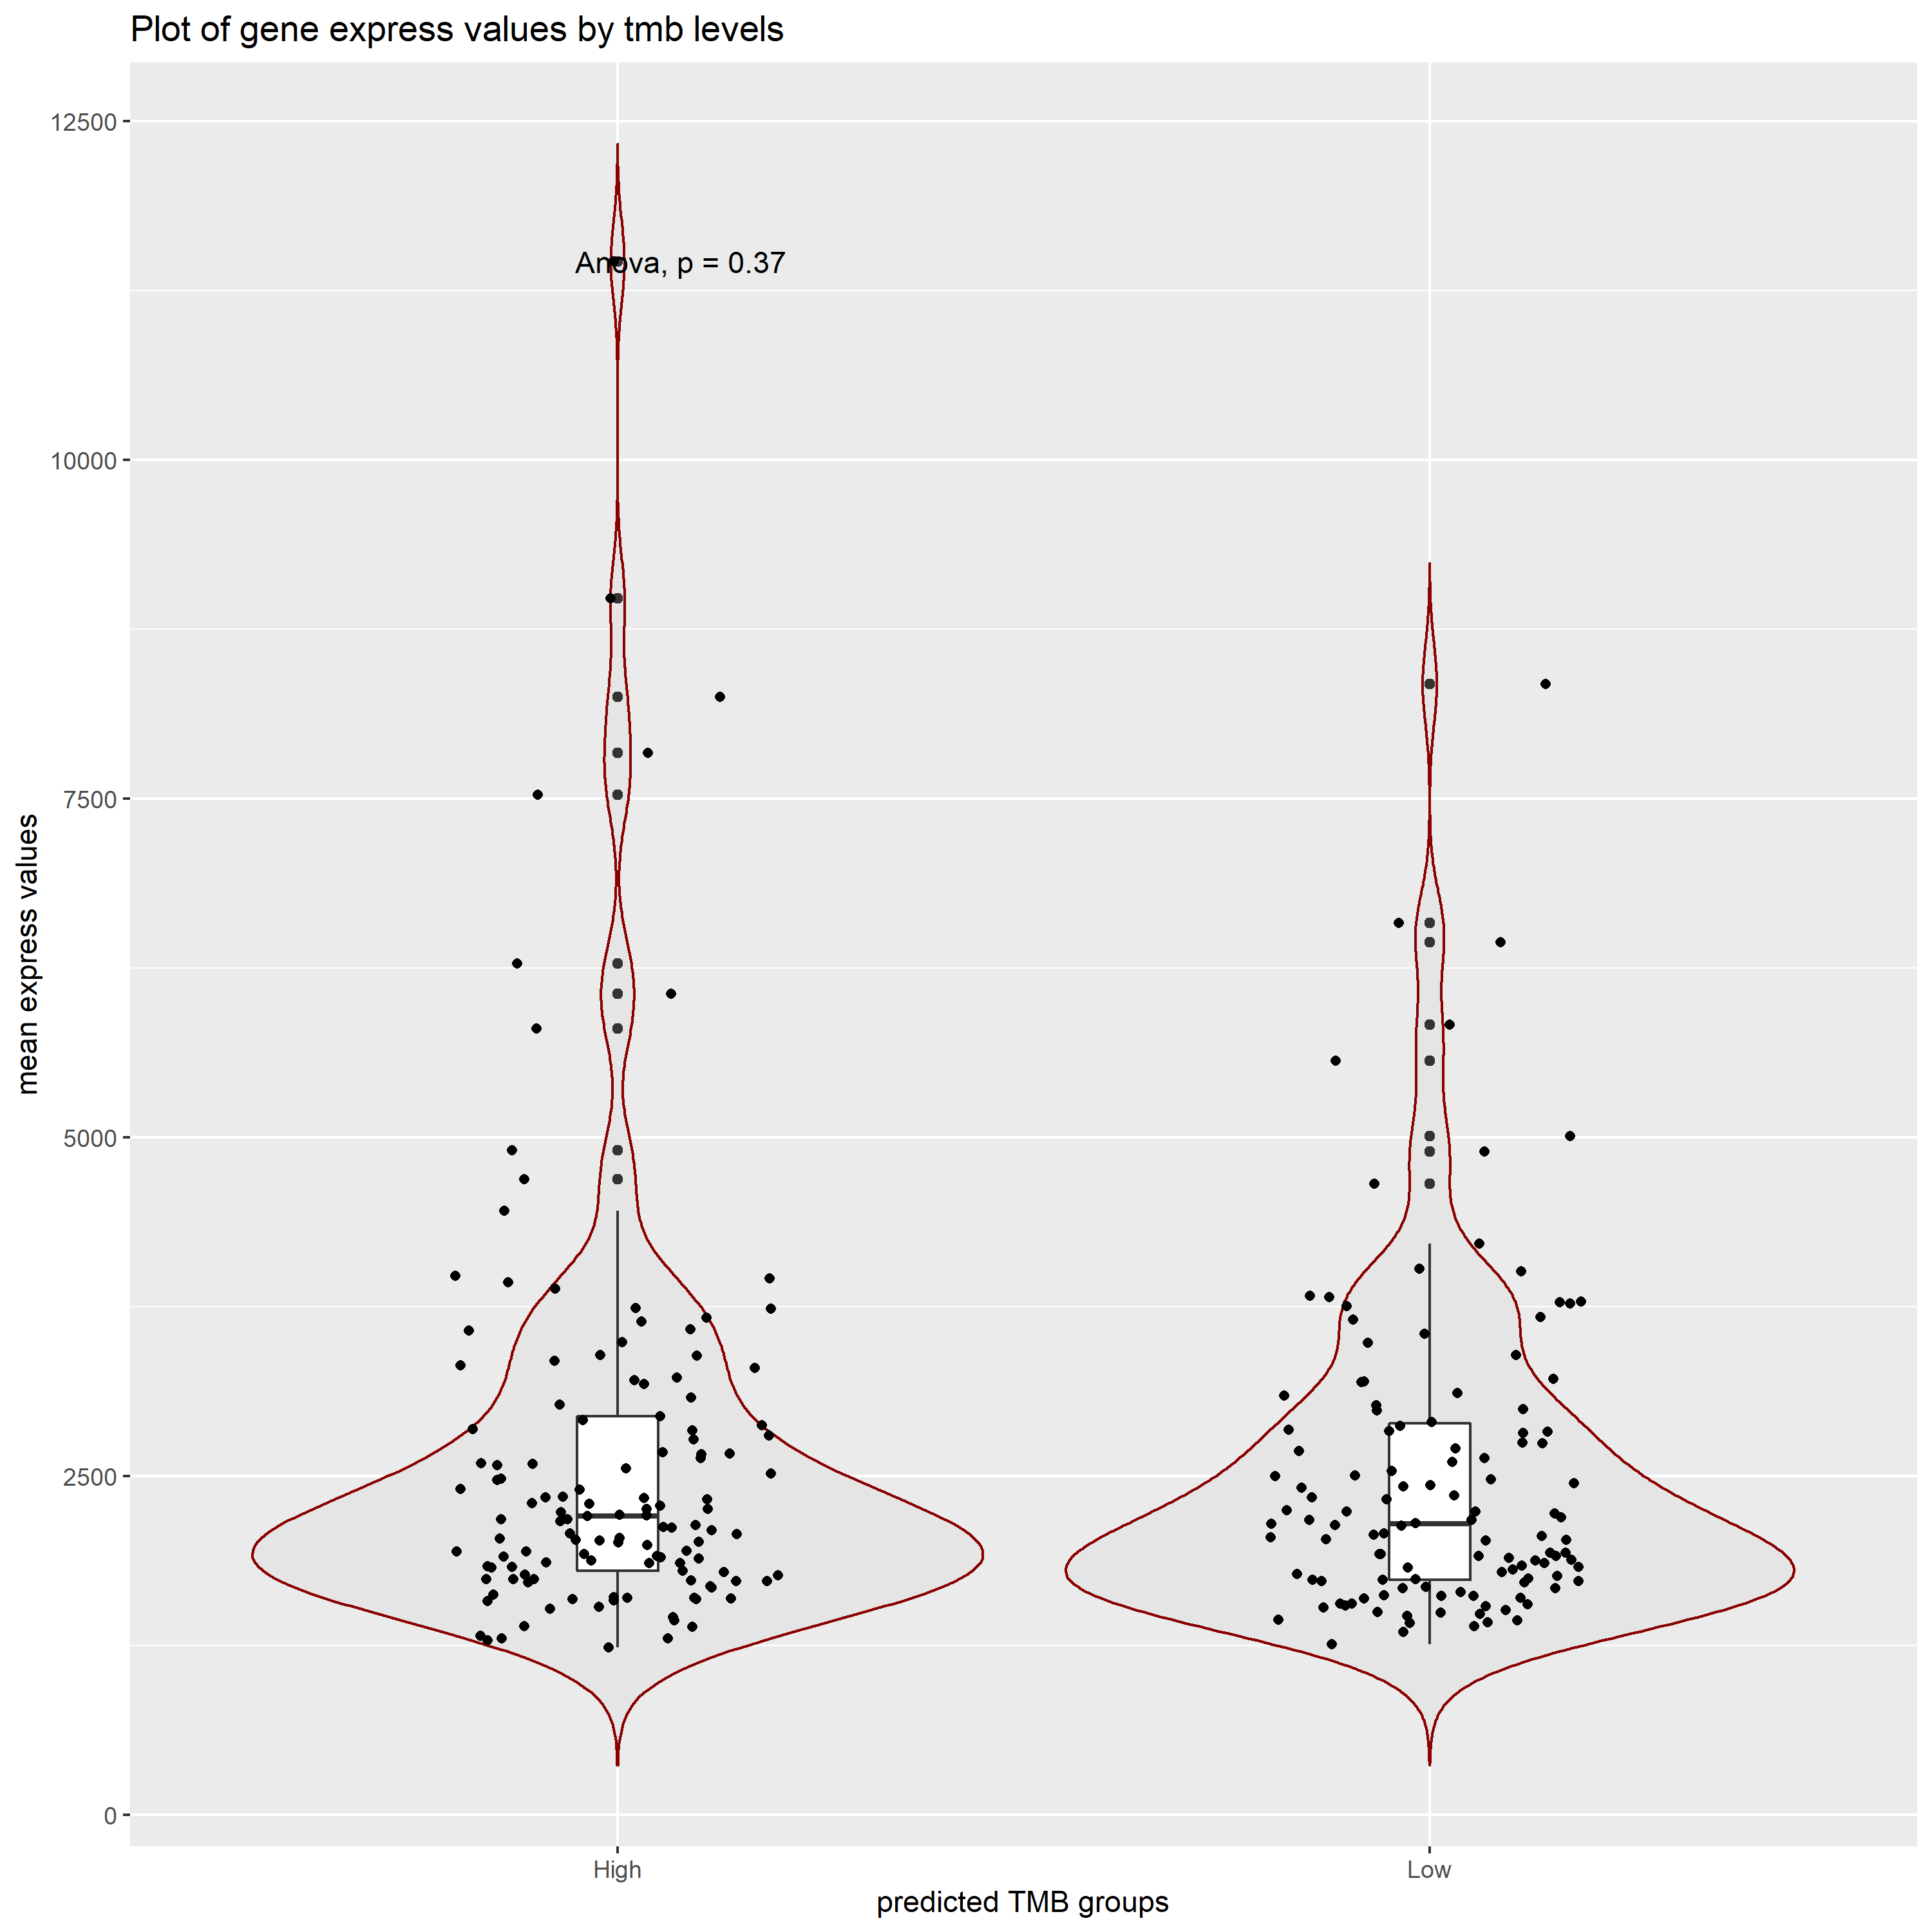 Plot of gene express values by tmb levels
12500
Anova, p = 0.37
10000
7500
mean express values
5000
2500
0
High
Low
predicted TMB groups